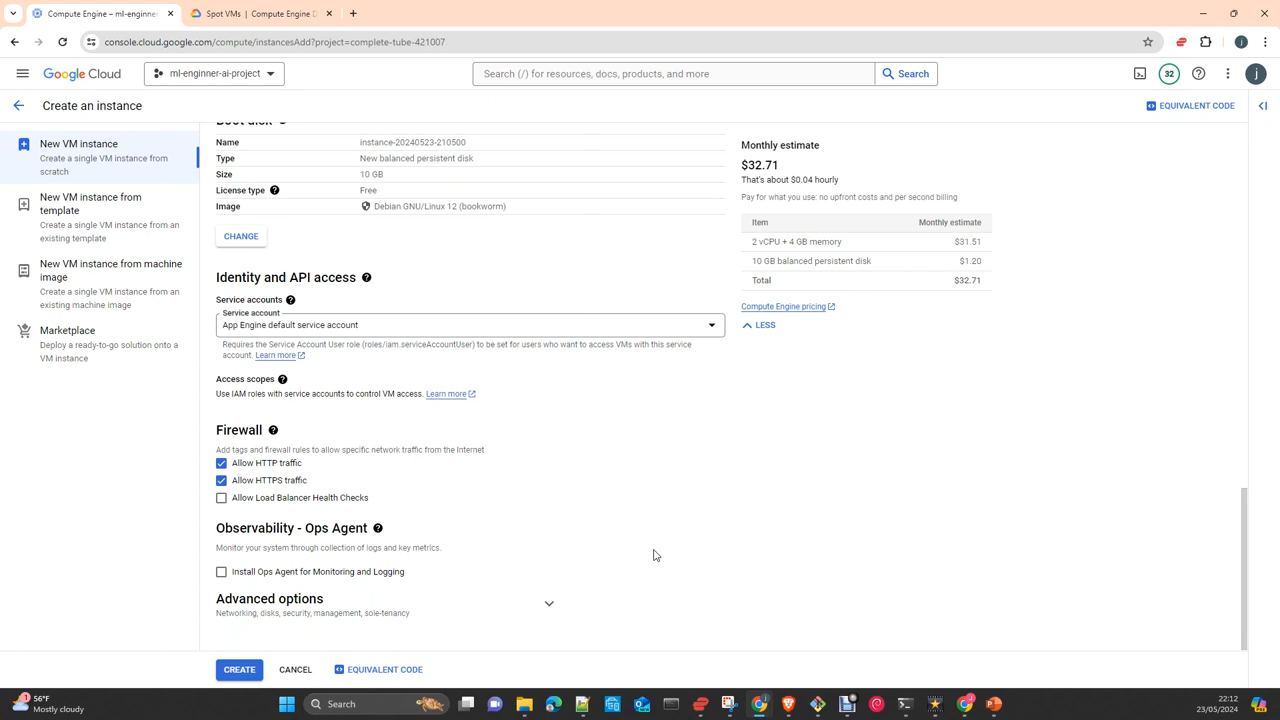 Compute Engine – ml-enginner
Spot VMs | Compute Engine D
console.cloud.google.com/compute/instancesAdd?project=complete-tube-421007
Google Cloud
ml-enginner-ai-project
Search (/) for resources, docs, products, and more
Search
32
j
Create an instance
EQUIVALENT CODE
New VM instance
Create a single VM instance from
scratch
New VM instance from
template
Create a single VM instance from an
existing template
New VM instance from machine
image
Create a single VM instance from an
existing machine image
Marketplace
Deploy a ready-to-go solution onto a
VM instance
Boot disk
Name instance-20240523-210500
Type New balanced persistent disk
Size 10 GB
License type Free
Image Debian GNU/Linux 12 (bookworm)
CHANGE
Identity and API access
Service accounts
Service account
App Engine default service account
Requires the Service Account User role (roles/iam.serviceAccountUser) to be set for users who want to access VMs with this service
account. Learn more
Access scopes
Use IAM roles with service accounts to control VM access. Learn more
Firewall
Add tags and firewall rules to allow specific network traffic from the Internet
Allow HTTP traffic
Allow HTTPS traffic
Allow Load Balancer Health Checks
Observability - Ops Agent
Monitor your system through collection of logs and key metrics.
Install Ops Agent for Monitoring and Logging
Advanced options
Networking, disks, security, management, sole-tenancy
CREATE CANCEL EQUIVALENT CODE
Monthly estimate
$32.71
That's about $0.04 hourly
Pay for what you use: no upfront costs and per second billing
Item Monthly estimate
2 vCPU + 4 GB memory $31.51
10 GB balanced persistent disk $1.20
Total $32.71
Compute Engine pricing
LESS
1
56°F
Mostly cloudy
Search
22:12
23/05/2024